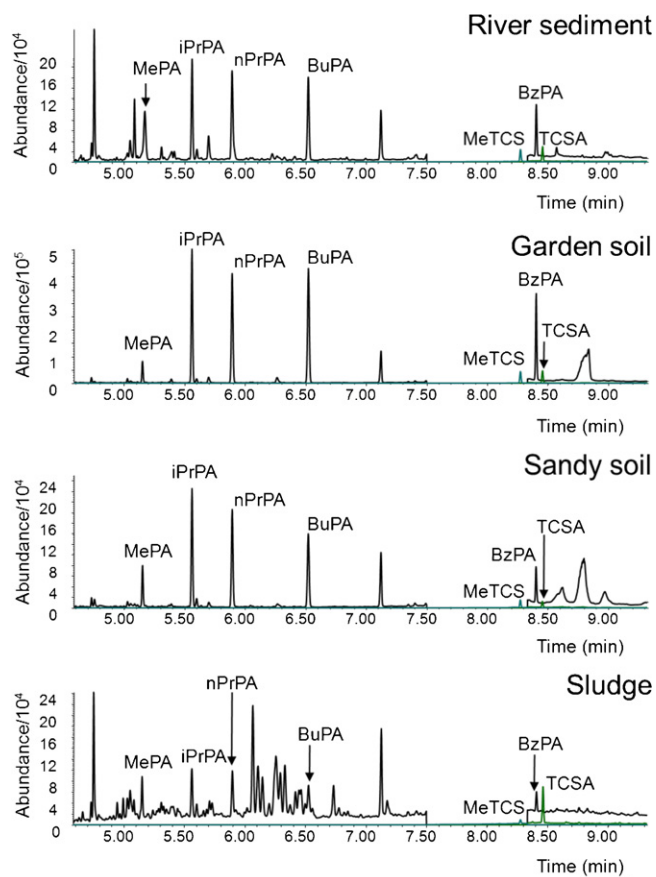 River sediment
Abundance/10⁴
20
16
12
8
4
0
MePA
iPrPA
nPrPA
BuPA
MeTCS
BzPA
TCSA
5.00 5.50 6.00 6.50 7.00 7.50 8.00 8.50 9.00
Time (min)
Garden soil
Abundance/10⁵
5
4
3
2
1
0
MePA
iPrPA
nPrPA
BuPA
MeTCS
BzPA
TCSA
5.00 5.50 6.00 6.50 7.00 7.50 8.00 8.50 9.00
Time (min)
Sandy soil
Abundance/10⁴
24
20
16
12
8
4
0
MePA
iPrPA
nPrPA
BuPA
MeTCS
BzPA
TCSA
5.00 5.50 6.00 6.50 7.00 7.50 8.00 8.50 9.00
Time (min)
Sludge
Abundance/10⁴
24
20
16
12
8
4
0
MePA
iPrPA
nPrPA
BuPA
MeTCS
BzPA
TCSA
5.00 5.50 6.00 6.50 7.00 7.50 8.00 8.50 9.00
Time (min)